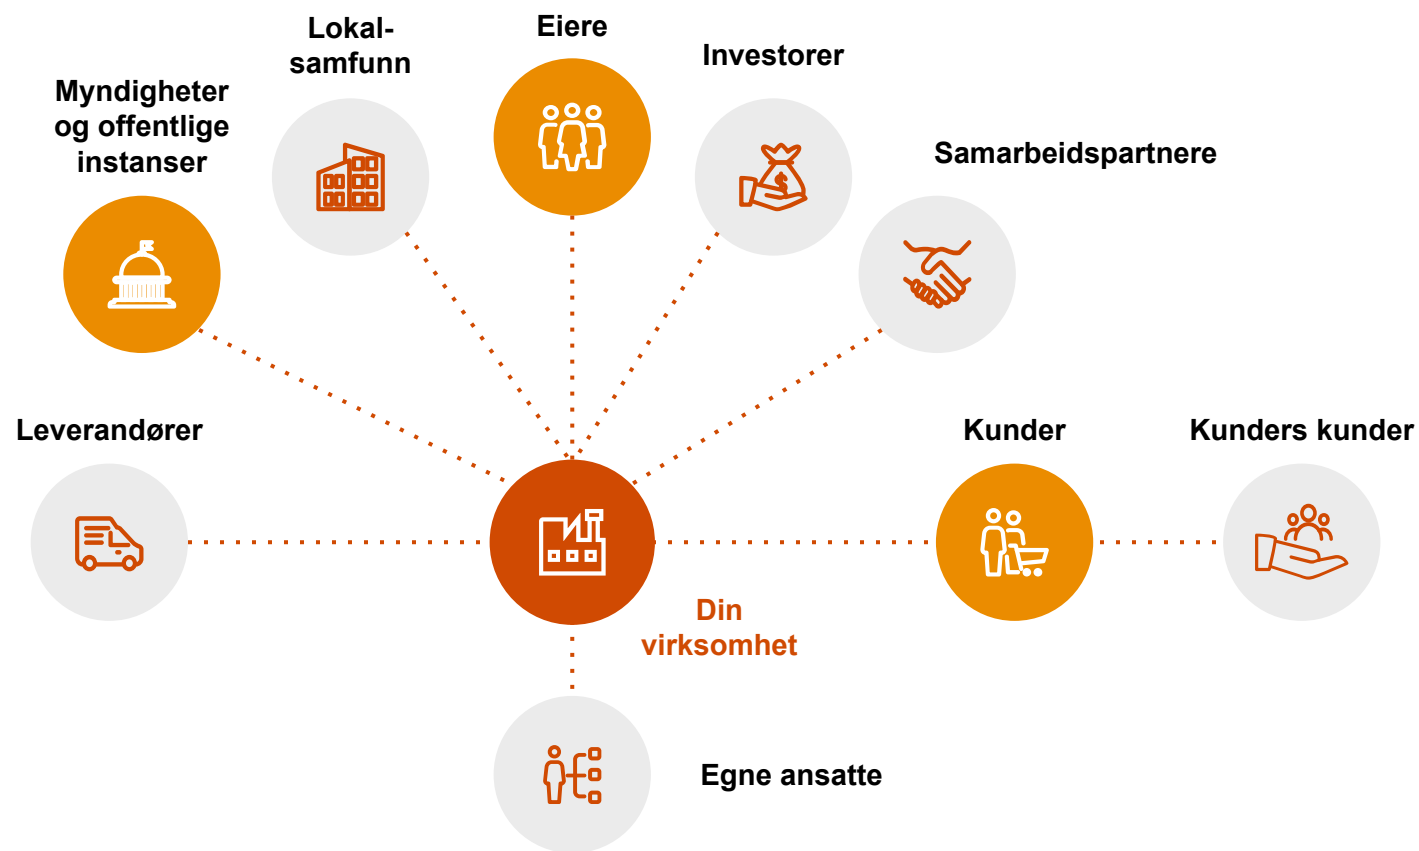 Lokal-
samfunn
Eiere
Investorer
Myndigheter
og offentlige
instanser
Samarbeidspartnere
Leverandører
Kunder
Kunders kunder
Din
virksomhet
Egne ansatte